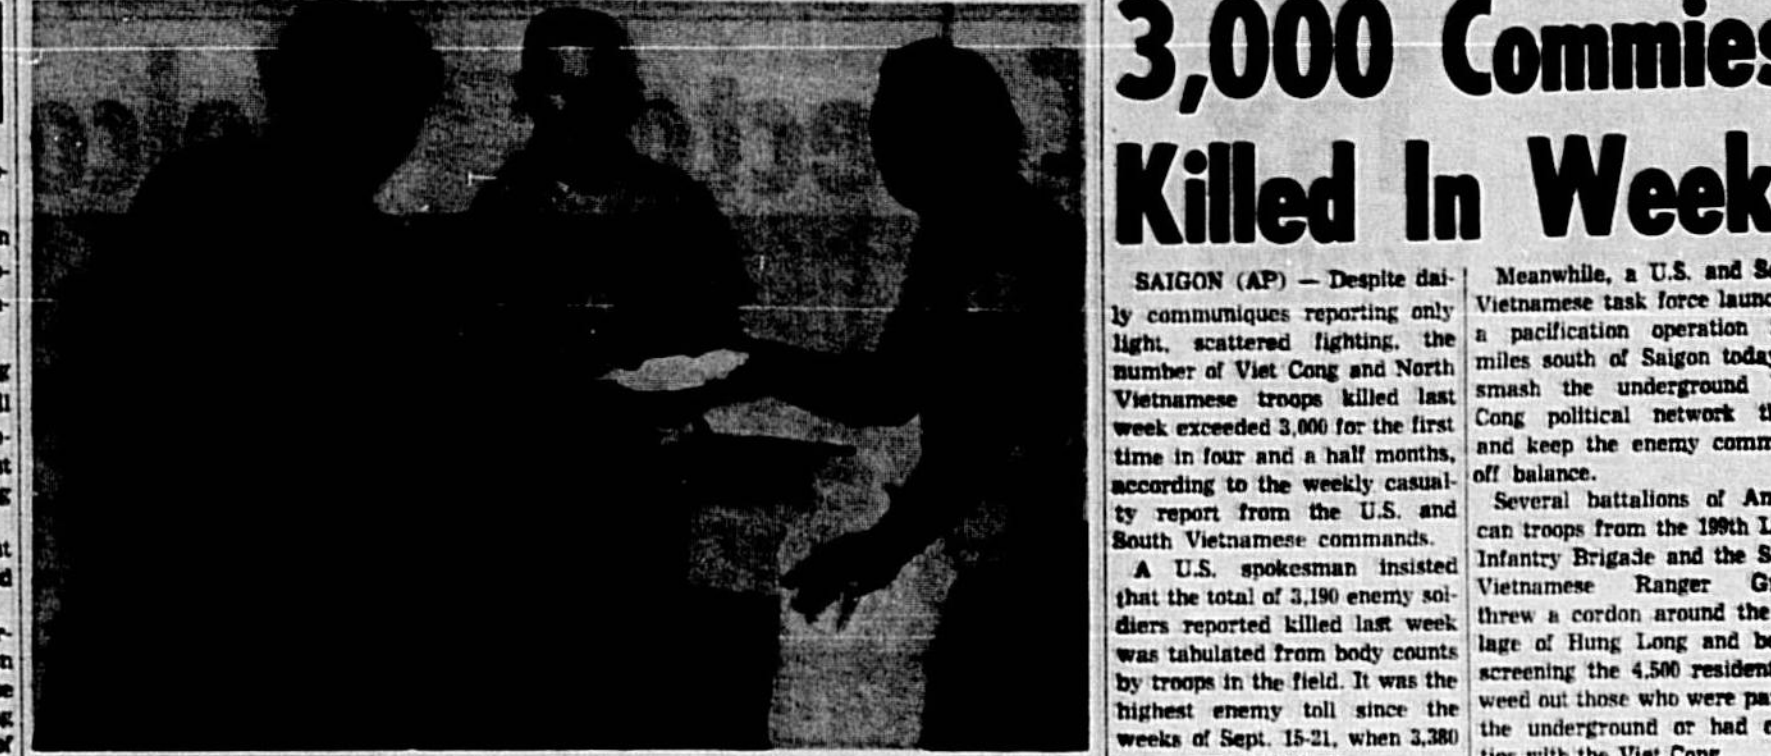 3,000 Commies
Killed In Week
SAIGON (AP) — Despite dai-
ly communiques reporting only
light, scattered fighting, the
number of Viet Cong and North
Vietnamese troops killed last
week exceeded 3,000 for the first
time in four and a half months,
according to the weekly casual-
ty report from the U.S. and
South Vietnamese commands.
A U.S. spokesman insisted
that the total of 3,190 enemy sol-
diers reported killed last week
was tabulated from body counts
by troops in the field. It was the
highest enemy toll since the
weeks of Sept. 15-21, when 3,380
Meanwhile, a U.S. and
Vietnamese task force
a pacification operation
miles south of Saigon
smash the underground
Cong political network
and keep the enemy
off balance.
Several battalions of
can troops from the 199th
Infantry Brigade and the
Vietnamese Ranger
threw a cordon around the
lage of Hung Long and
screening the 4,500
weed out those who were
the underground or had
ties with the Viet Cong